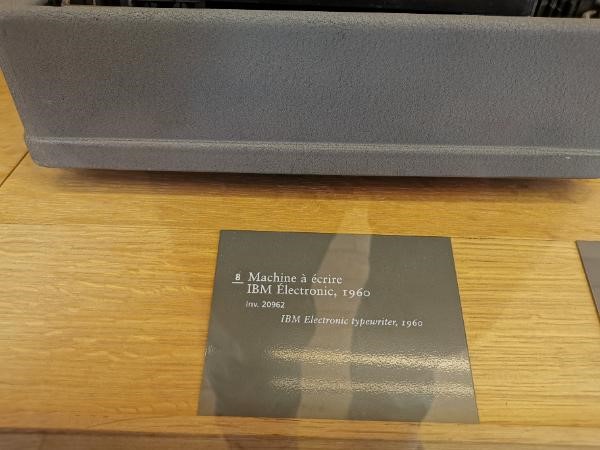 8 Machine à écrire
IBM Électronic, 1960
inv. 20962
IBM Electronic typewriter, 1960